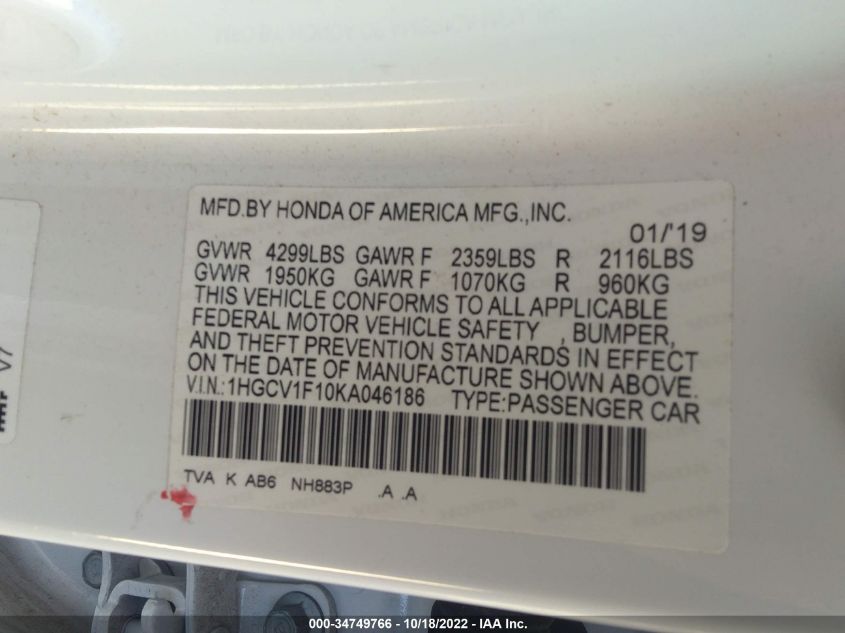 MFD.BY HONDA OF AMERICA MFG.,INC.
01/'19
GVWR 4299LBS GAWR F 2359LBS R 2116LBS
GVWR 1950KG GAWR F 1070KG R 960KG
THIS VEHICLE CONFORMS TO ALL APPLICABLE
FEDERAL MOTOR VEHICLE SAFETY , BUMPER,
AND THEFT PREVENTION STANDARDS IN EFFECT
ON THE DATE OF MANUFACTURE SHOWN ABOVE.
V.I.N.:1HGCV1F10KA046186 TYPE:PASSENGER CAR
TVA K AB6 NH883P .A .A
000-34749766 - 10/18/2022 - IAA Inc.